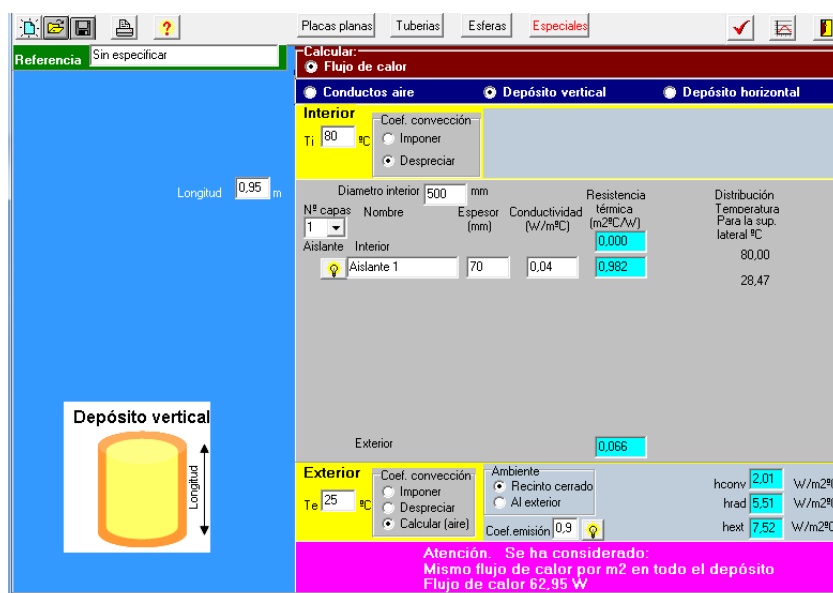 Placas planas Tuberias Esferas Especiales
Referencia Sin especificar
Calcular:
Flujo de calor
Conductos aire Depósito vertical Depósito horizontal
Interior
Ti 80 ºC
Coef. convección
Imponer
Despreciar
Longitud 0,95 m
Diametro interior 500 mm
Nº capas Nombre Espesor (mm) Conductividad (W/mºC) Resistencia térmica (m2ºC/W) Distribución Temperatura Para la sup. lateral ºC
1
0,000
Aislante Interior
80,00
Aislante 1 70 0,04 0,982
28,47
Depósito vertical
Longitud
Exterior 0,066
Exterior
Te 25 ºC
Coef. convección
Imponer
Despreciar
Calcular (aire)
Ambiente
Recinto cerrado
Al exterior
Coef.emisión 0,9
hconv 2,01 W/m2º
hrad 5,51 W/m2º
hext 7,52 W/m2º
Atención. Se ha considerado:
Mismo flujo de calor por m2 en todo el depósito
Flujo de calor 62,95 W